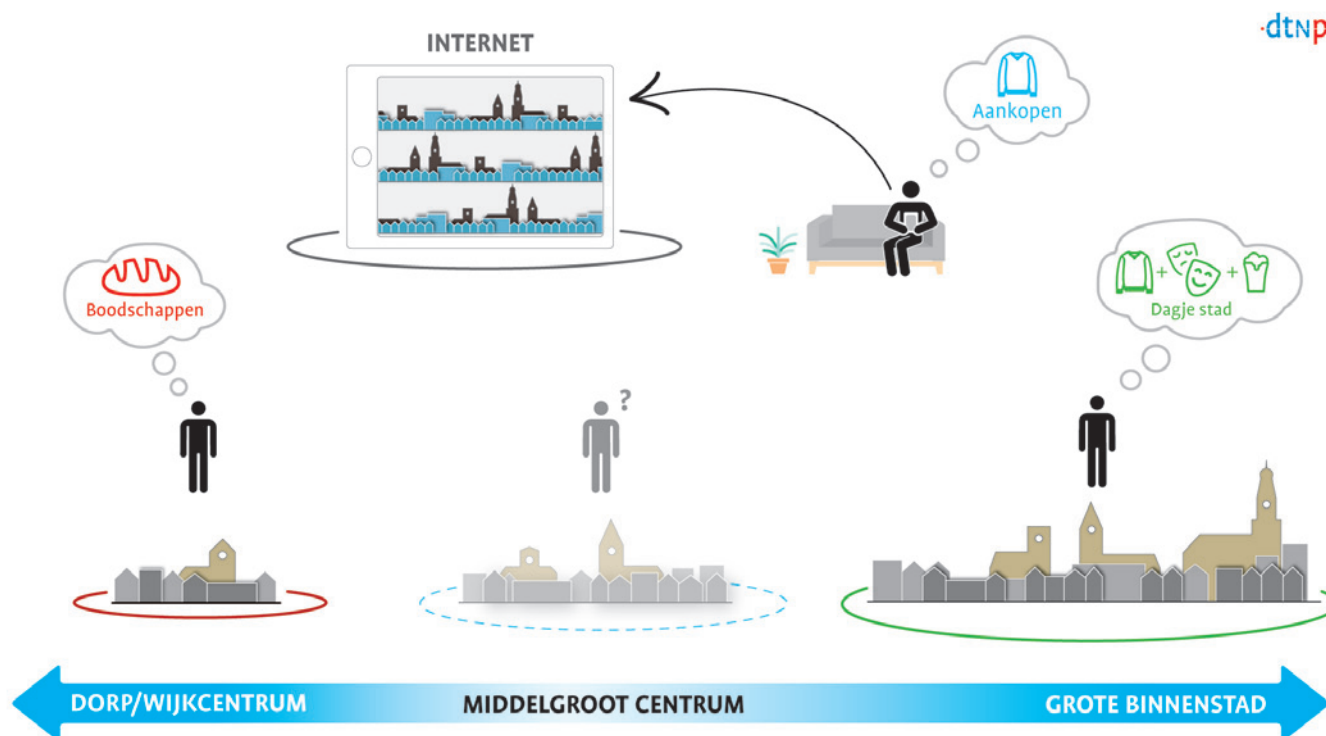 ·dtNp
INTERNET
Aankopen
Boodschappen
Dagje stad
?
DORP/WIJKCENTRUM
MIDDELGROOT CENTRUM
GROTE BINNENSTAD